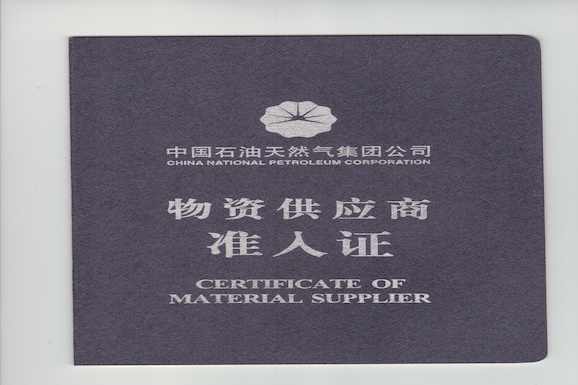 中国石油天然气集团公司
CHINA NATIONAL PETROLEUM CORPORATION
物资供应商
准入证
CERTIFICATE OF
MATERIAL SUPPLIER